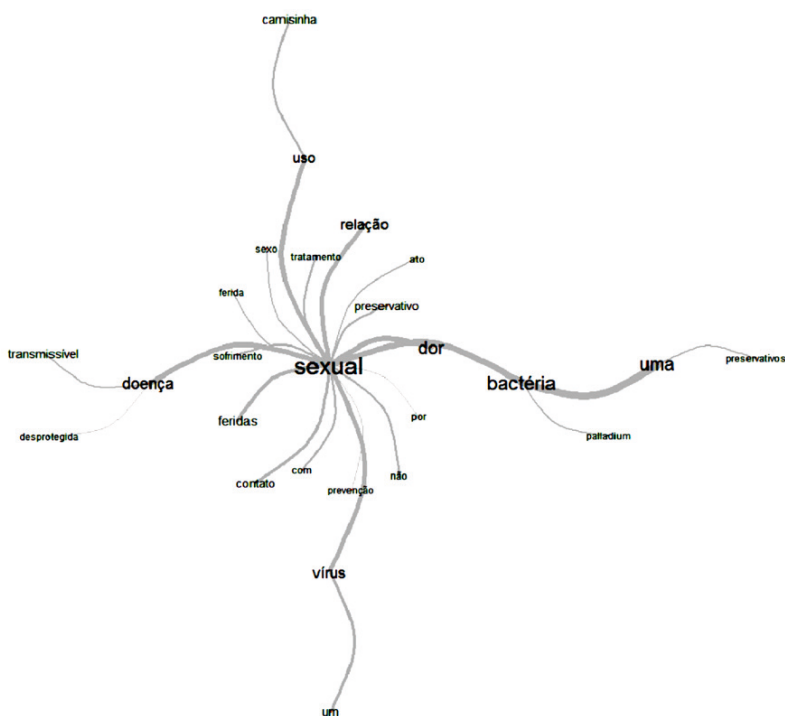 camisinha
uso
relação
sexo
tratamento
ato
ferida
preservativo
dor
transmissível
sofrimento
sexual
uma
preservativos
doença
bactéria
feridas
por
desprotegida
palladium
com
não
contato
prevenção
vírus
um